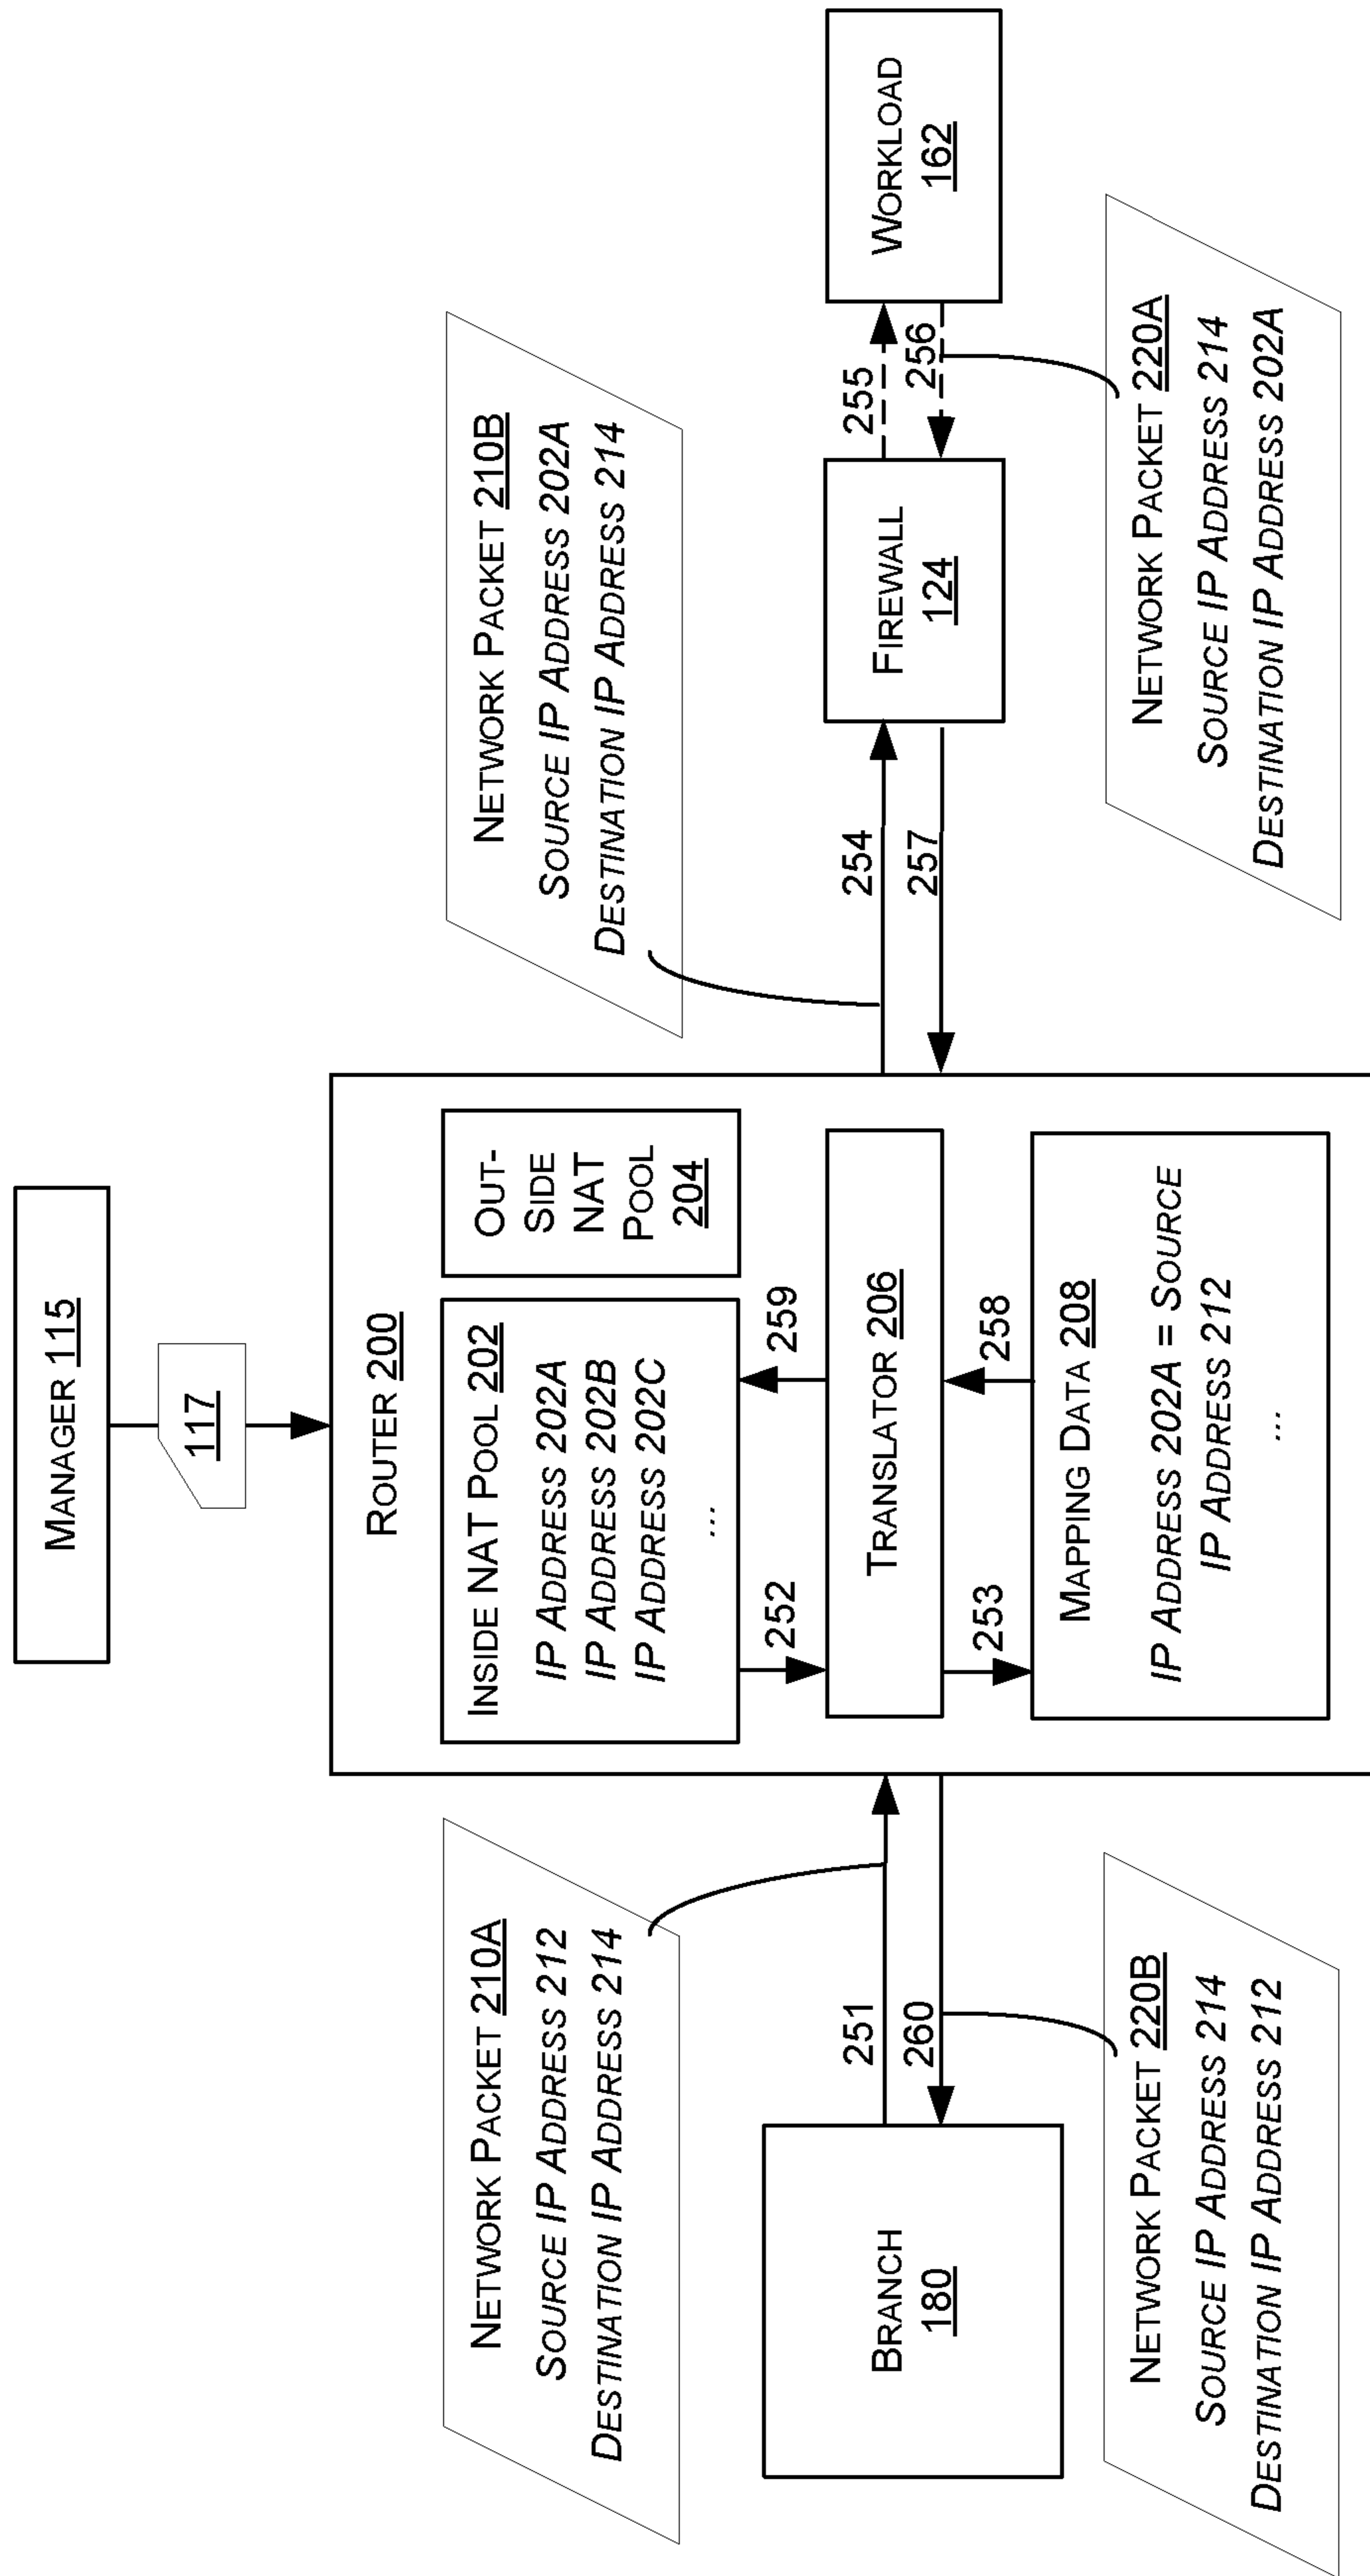 MANAGER 115
117
ROUTER 200
INSIDE NAT POOL 202
IP ADDRESS 202A
IP ADDRESS 202B
IP ADDRESS 202C
...
OUT-
SIDE
NAT
POOL
204
252
259
TRANSLATOR 206
253
258
MAPPING DATA 208
IP ADDRESS 202A = SOURCE
IP ADDRESS 212
...
NETWORK PACKET 210A
SOURCE IP ADDRESS 212
DESTINATION IP ADDRESS 214
251
260
BRANCH
180
NETWORK PACKET 220B
SOURCE IP ADDRESS 214
DESTINATION IP ADDRESS 212
NETWORK PACKET 210B
SOURCE IP ADDRESS 202A
DESTINATION IP ADDRESS 214
254
257
FIREWALL
124
255
256
WORKLOAD
162
NETWORK PACKET 220A
SOURCE IP ADDRESS 214
DESTINATION IP ADDRESS 202A